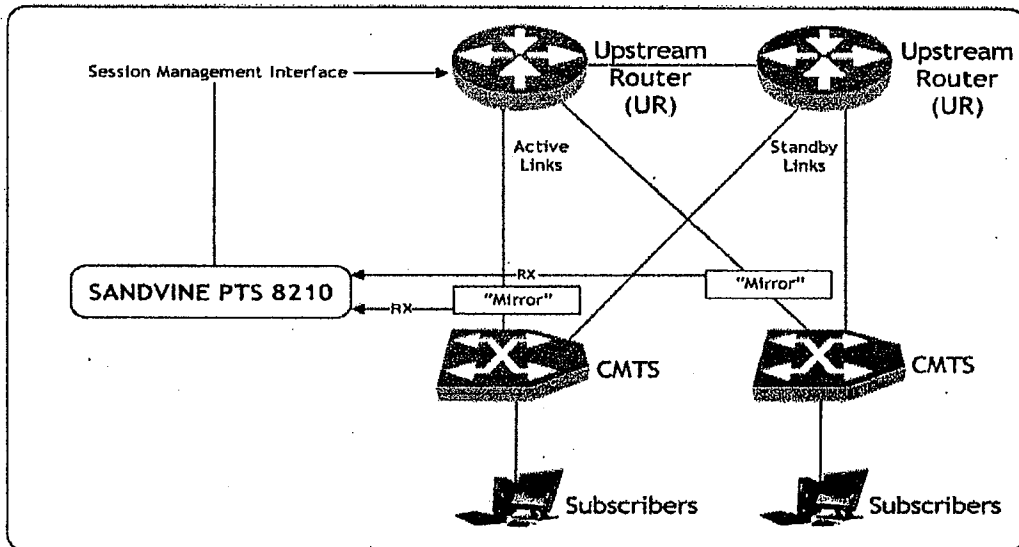 Upstream
Router
(UR)
Upstream
Router
(UR)
Session Management Interface
Active
Links
Standby
Links
RX
"Mirror"
SANDVINE PTS 8210
RX
"Mirror"
CMTS
CMTS
Subscribers
Subscribers